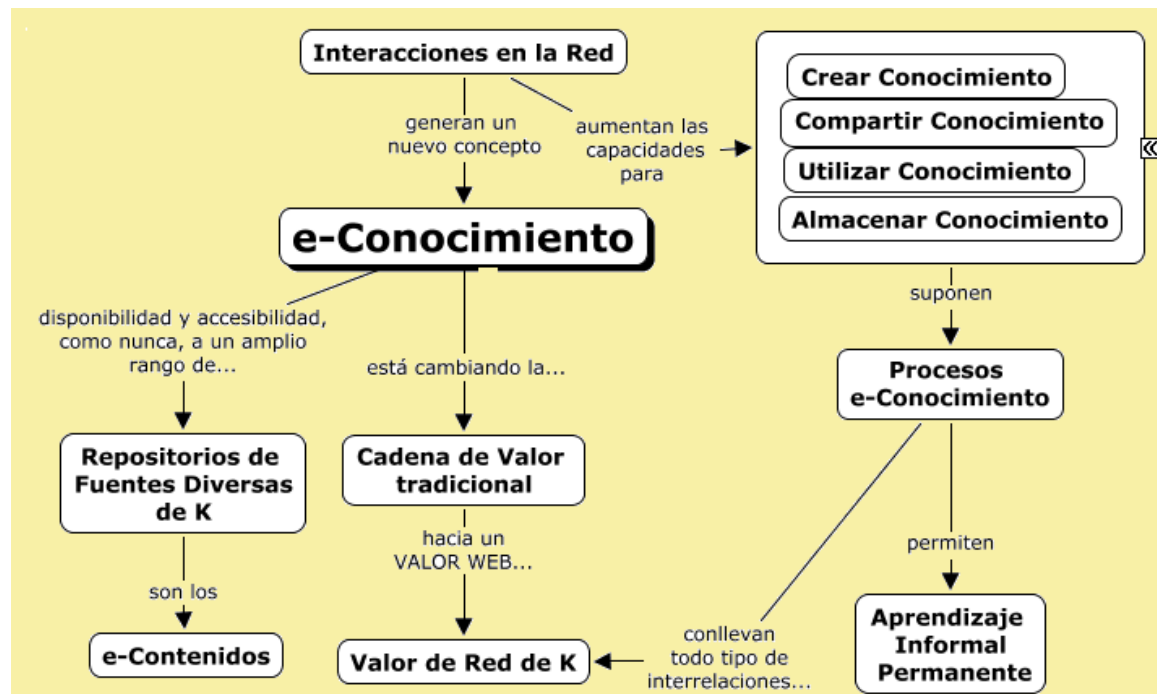 Interacciones en la Red
generan un
nuevo concepto
aumentan las
capacidades
para
Crear Conocimiento
Compartir Conocimiento
Utilizar Conocimiento
Almacenar Conocimiento
e-Conocimiento
disponibilidad y accesibilidad,
como nunca, a un amplio
rango de...
está cambiando la...
suponen
Procesos
e-Conocimiento
Repositorios de
Fuentes Diversas
de K
Cadena de Valor
tradicional
hacia un
VALOR WEB...
permiten
son los
e-Contenidos
Valor de Red de K
conllevan
todo tipo de
interrelaciones...
Aprendizaje
Informal
Permanente